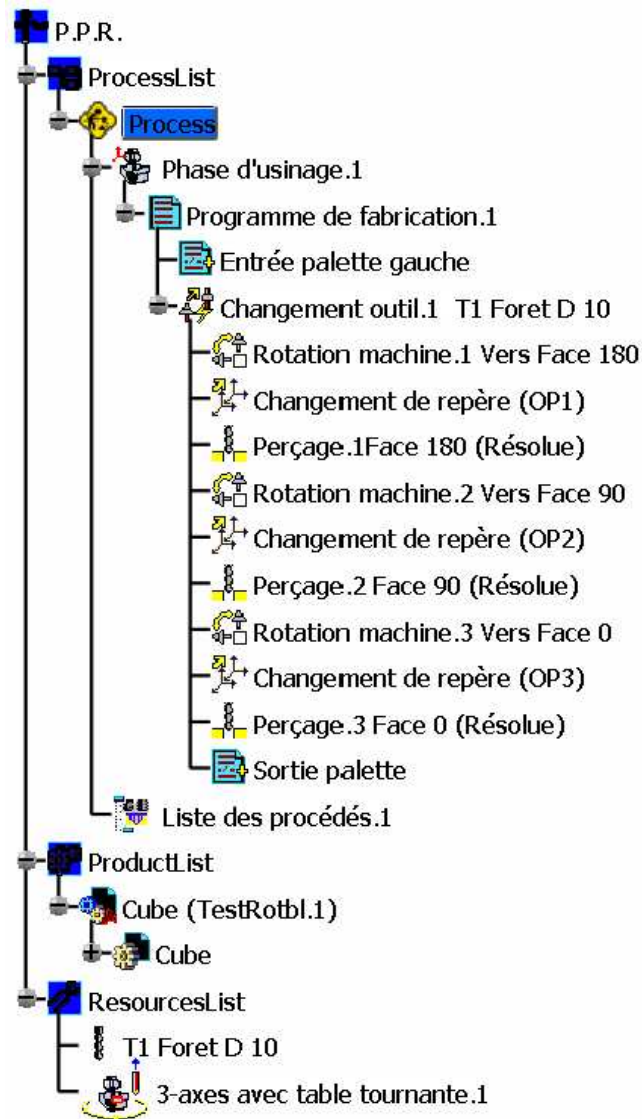 P.P.R.
ProcessList
Process
Phase d'usinage.1
Programme de fabrication.1
Entrée palette gauche
Changement outil.1 T1 Foret D 10
Rotation machine.1 Vers Face 180
Changement de repère (OP1)
Perçage.1Face 180 (Résolue)
Rotation machine.2 Vers Face 90
Changement de repère (OP2)
Perçage.2 Face 90 (Résolue)
Rotation machine.3 Vers Face 0
Changement de repère (OP3)
Perçage.3 Face 0 (Résolue)
Sortie palette
Liste des procédés.1
ProductList
Cube (TestRotbl.1)
Cube
ResourcesList
T1 Foret D 10
3-axes avec table tournante.1